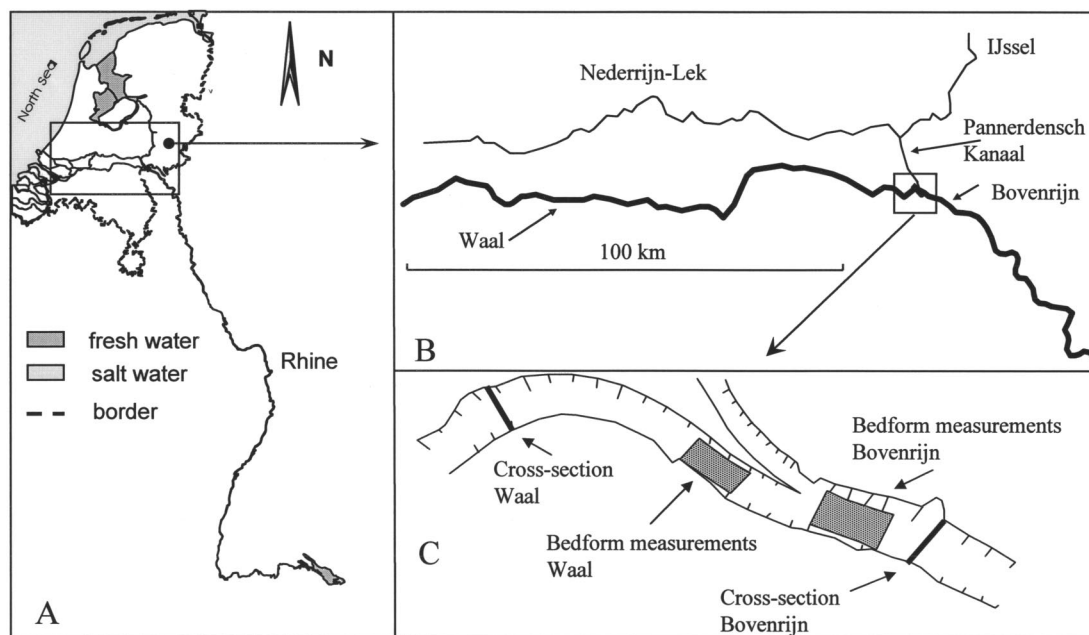 North Sea
N
fresh water
salt water
border
Rhine
A
IJssel
Nederrijn-Lek
Pannerdensch
Kanaal
Bovenrijn
Waal
100 km
B
Bedform measurements
Bovenrijn
Cross-section
Waal
Bedform measurements
Waal
Cross-section
Bovenrijn
C